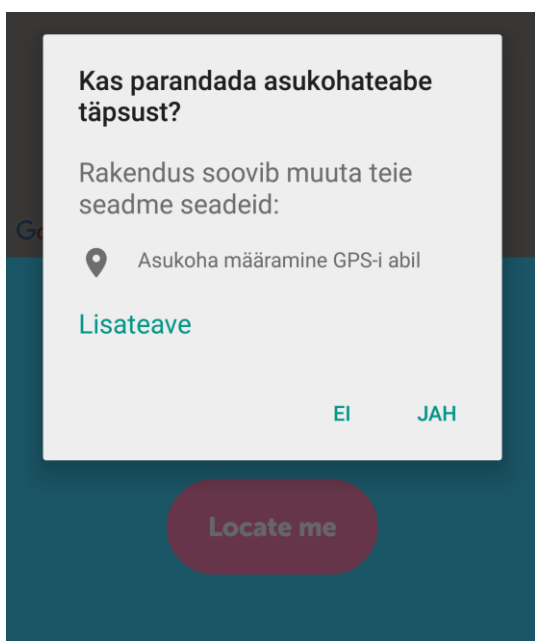 Kas parandada asukohateabe
täpsust?
Rakendus soovib muuta teie
seadme seadeid:
Asukoha määramine GPS-i abil
Lisateave
EI JAH
Locate me